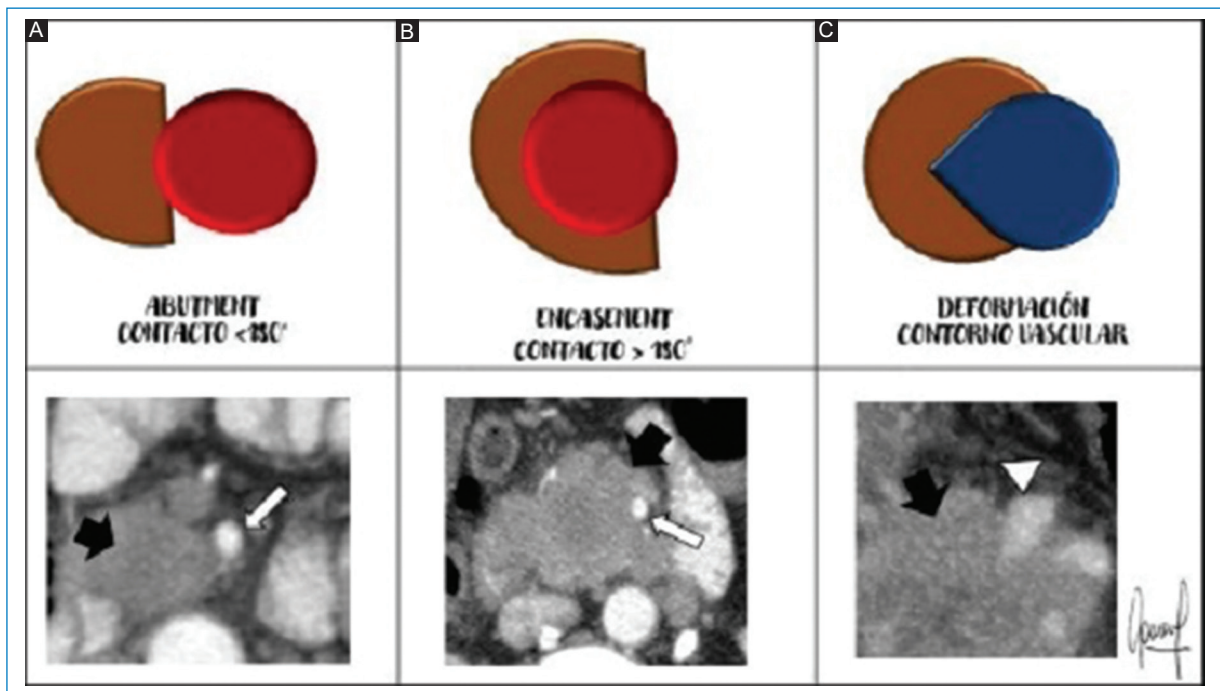 A
B
C
ABUTMENT
CONTACTO <180°
ENCASEMENT
CONTACTO > 180°
DEFORMACIÓN
CONTORNO VASCULAR